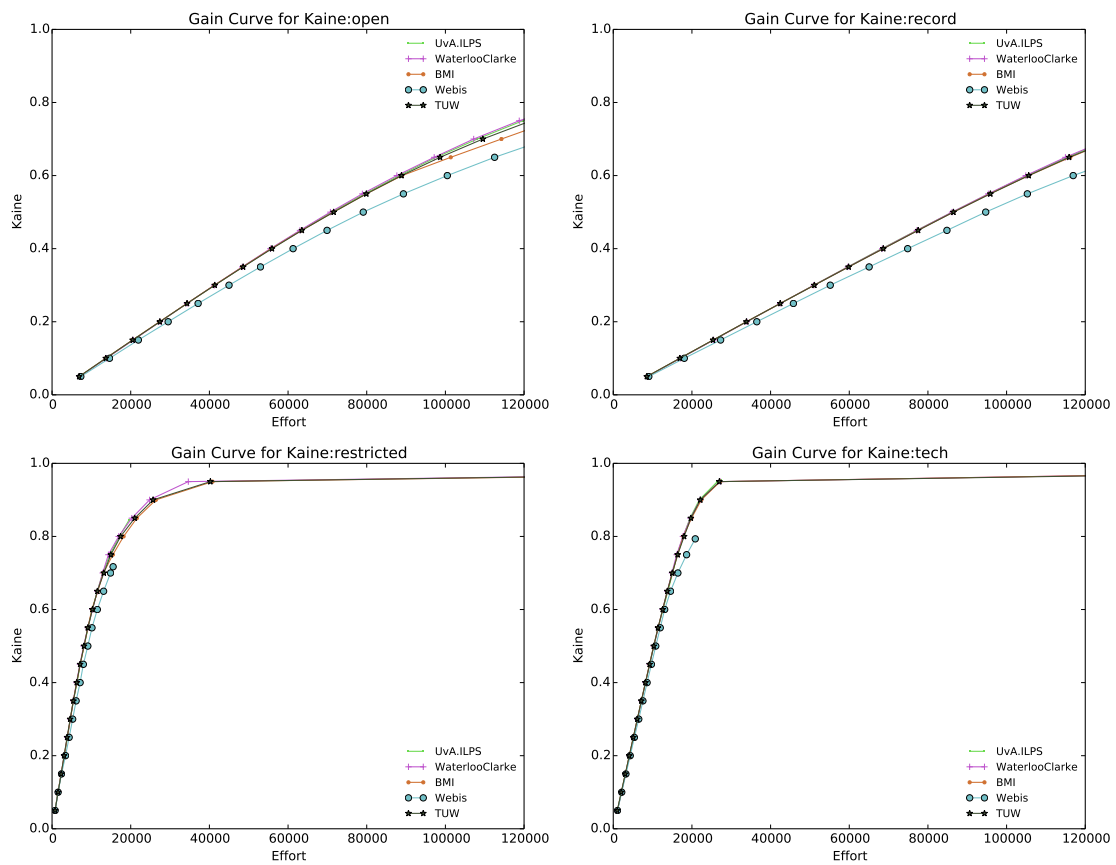 Gain Curve for Kaine:open
1.0
0.8
0.6
0.4
0.2
0.0
Kaine
0 20000 40000 60000 80000 100000 120000
Effort
UvA.ILPS
WaterlooClarke
BMI
Webis
TUW
Gain Curve for Kaine:record
1.0
0.8
0.6
0.4
0.2
0.0
Kaine
0 20000 40000 60000 80000 100000 120000
Effort
UvA.ILPS
WaterlooClarke
BMI
Webis
TUW
Gain Curve for Kaine:restricted
1.0
0.8
0.6
0.4
0.2
0.0
Kaine
0 20000 40000 60000 80000 100000 120000
Effort
UvA.ILPS
WaterlooClarke
BMI
Webis
TUW
Gain Curve for Kaine:tech
1.0
0.8
0.6
0.4
0.2
0.0
Kaine
0 20000 40000 60000 80000 100000 120000
Effort
UvA.ILPS
WaterlooClarke
BMI
Webis
TUW